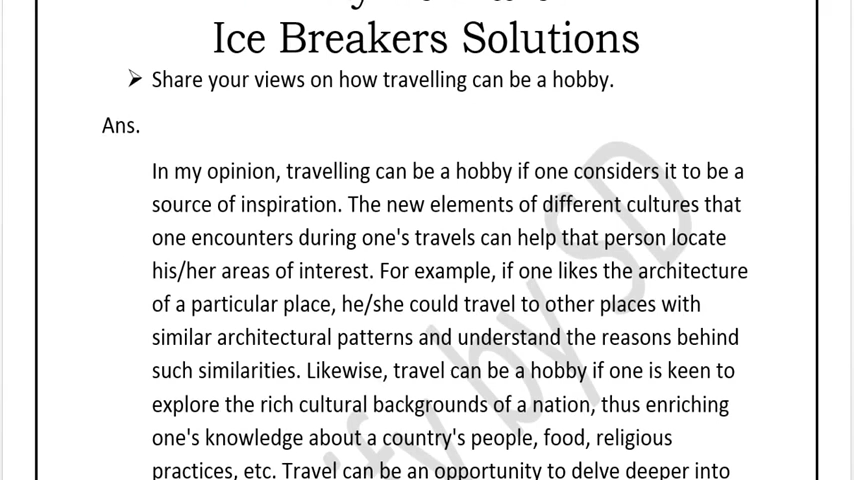 Ice Breakers Solutions
➢ Share your views on how travelling can be a hobby.
Ans.
In my opinion, travelling can be a hobby if one considers it to be a
source of inspiration. The new elements of different cultures that
one encounters during one's travels can help that person locate
his/her areas of interest. For example, if one likes the architecture
of a particular place, he/she could travel to other places with
similar architectural patterns and understand the reasons behind
such similarities. Likewise, travel can be a hobby if one is keen to
explore the rich cultural backgrounds of a nation, thus enriching
one's knowledge about a country's people, food, religious
practices, etc. Travel can be an opportunity to delve deeper into
by SD